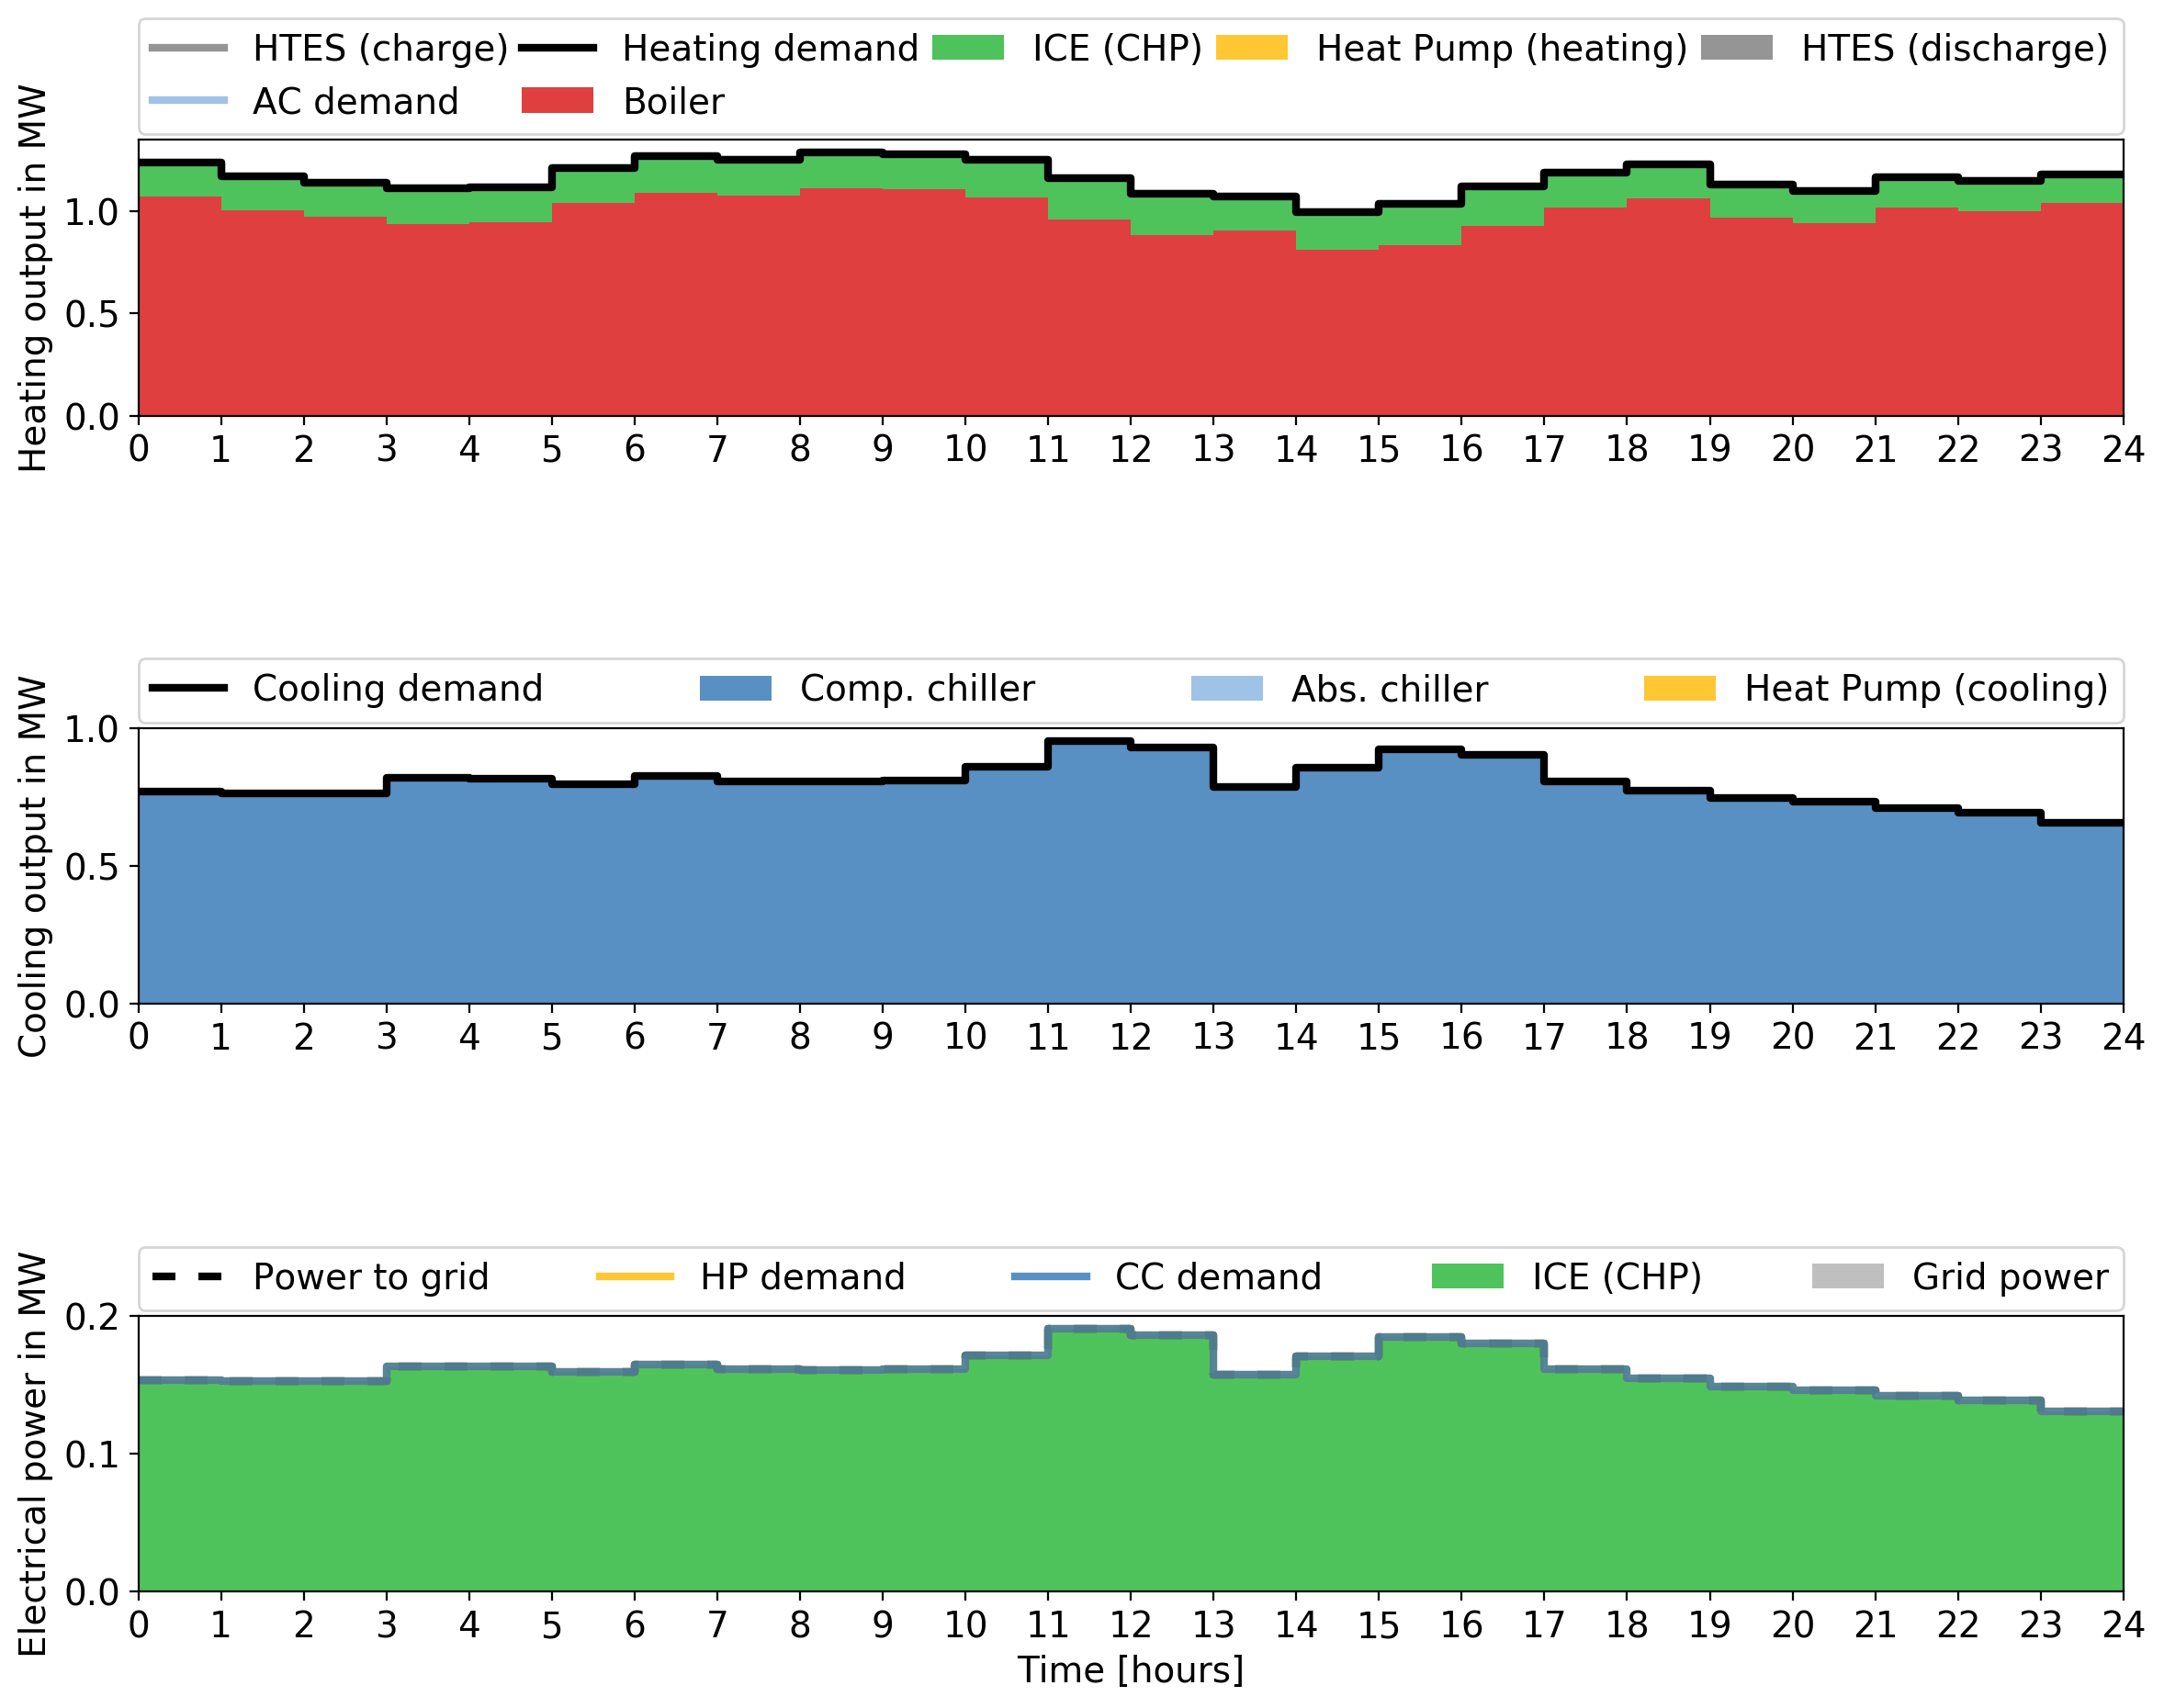 HTES (charge) Heating demand ICE (CHP) Heat Pump (heating) HTES (discharge)
AC demand Boiler
Heating output in MW
1.0
0.5
0.0
0 1 2 3 4 5 6 7 8 9 10 11 12 13 14 15 16 17 18 19 20 21 22 23 24
Cooling demand Comp. chiller Abs. chiller Heat Pump (cooling)
Cooling output in MW
1.0
0.5
0.0
0 1 2 3 4 5 6 7 8 9 10 11 12 13 14 15 16 17 18 19 20 21 22 23 24
Power to grid HP demand CC demand ICE (CHP) Grid power
Electrical power in MW
0.2
0.1
0.0
0 1 2 3 4 5 6 7 8 9 10 11 12 13 14 15 16 17 18 19 20 21 22 23 24
Time [hours]